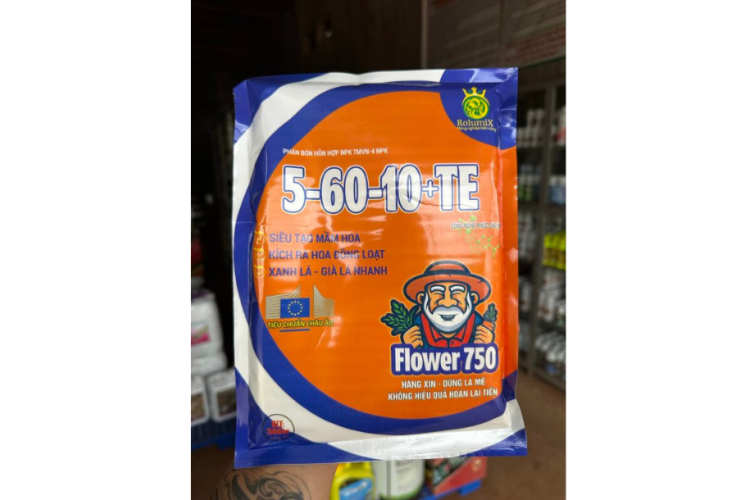 RolumiX
PHÂN BÓN HỖN HỢP NPK TMVN-4 NPK
5-60-10+TE
SIÊU TẠO MẦM HOA
KÍCH RA HOA ĐỒNG LOẠT
XANH LÁ - GIÀ LÁ NHANH
TIÊU CHUẨN CHÂU ÂU
Flower 750
HÀNG XỊN - DÙNG LÀ MÊ
KHÔNG HIỆU QUẢ HOÀN LẠI TIỀN